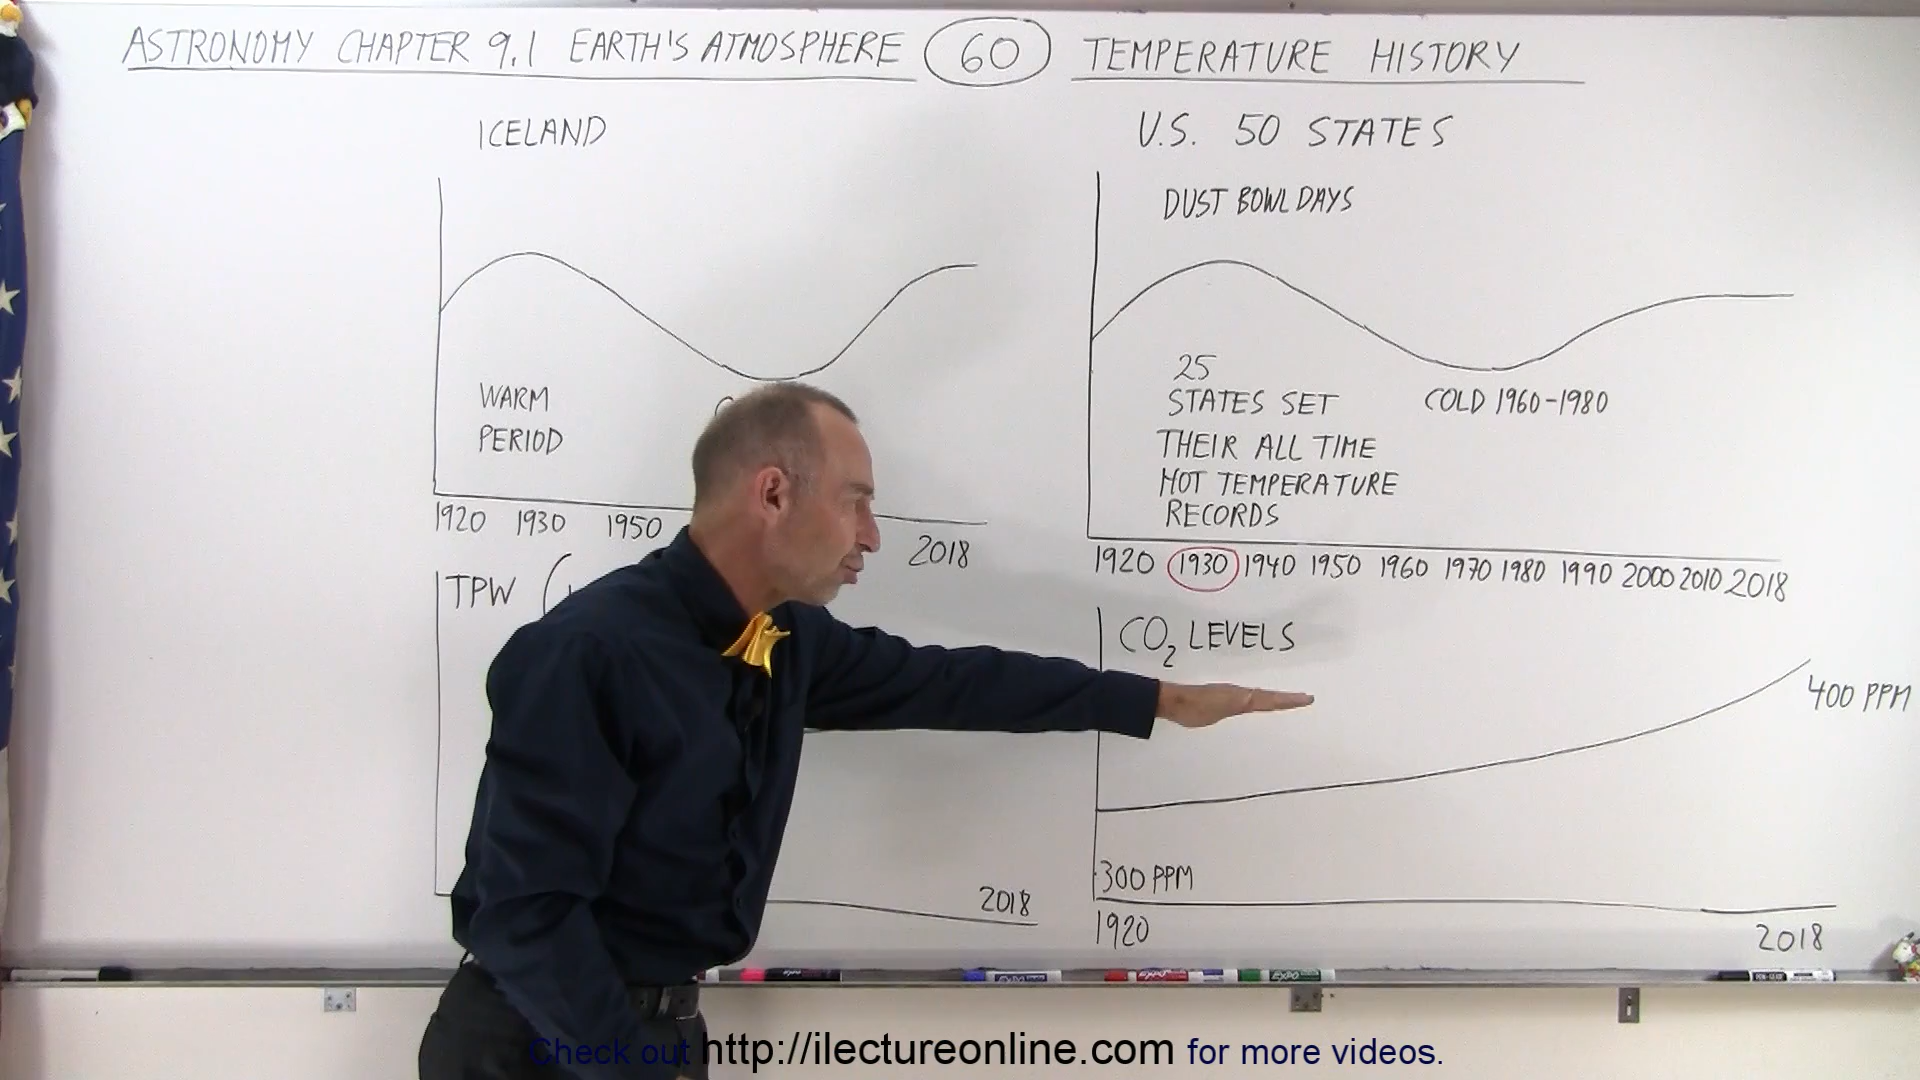 ASTRONOMY CHAPTER 9.1 EARTH'S ATMOSPHERE 60 TEMPERATURE HISTORY
ICELAND
WARM
PERIOD
1920 1930 1950
2018
TPW
2018
U.S. 50 STATES
DUST BOWL DAYS
25
STATES SET
THEIR ALL TIME
HOT TEMPERATURE
RECORDS
COLD 1960-1980
1920 1930 1940 1950 1960 1970 1980 1990 2000 2010 2018
CO2 LEVELS
400 PPM
300 PPM
1920
2018
Check out http://ilectureonline.com for more videos.